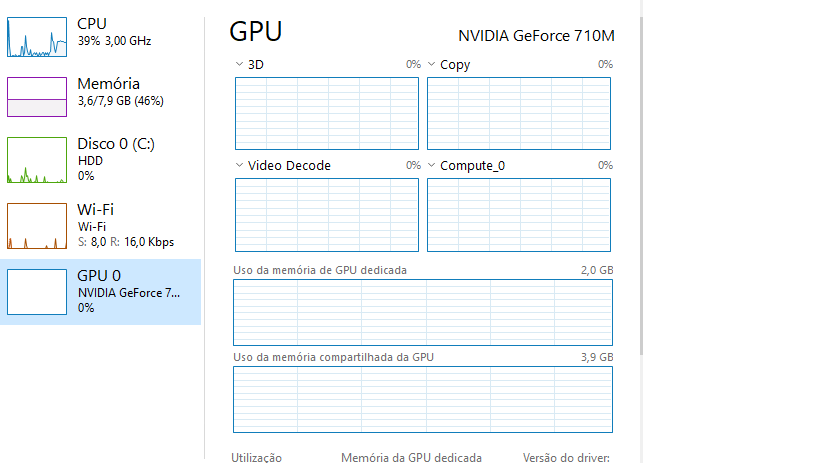 CPU
39% 3,00 GHz
Memória
3,6/7,9 GB (46%)
Disco 0 (C:)
HDD
0%
Wi-Fi
Wi-Fi
S: 8,0 R: 16,0 Kbps
GPU 0
NVIDIA GeForce 7...
0%
GPU
NVIDIA GeForce 710M
3D 0%
Copy 0%
Video Decode 0%
Compute_0 0%
Uso da memória de GPU dedicada 2,0 GB
Uso da memória compartilhada da GPU 3,9 GB
Utilização Memória da GPU dedicada Versão do driver: